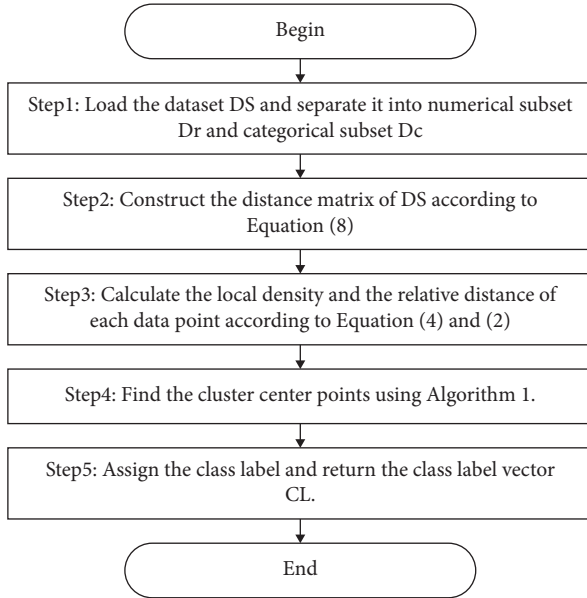 Begin
Step1: Load the dataset DS and separate it into numerical subset
Dr and categorical subset Dc
Step2: Construct the distance matrix of DS according to
Equation (8)
Step3: Calculate the local density and the relative distance of
each data point according to Equation (4) and (2)
Step4: Find the cluster center points using Algorithm 1.
Step5: Assign the class label and return the class label vector
CL.
End